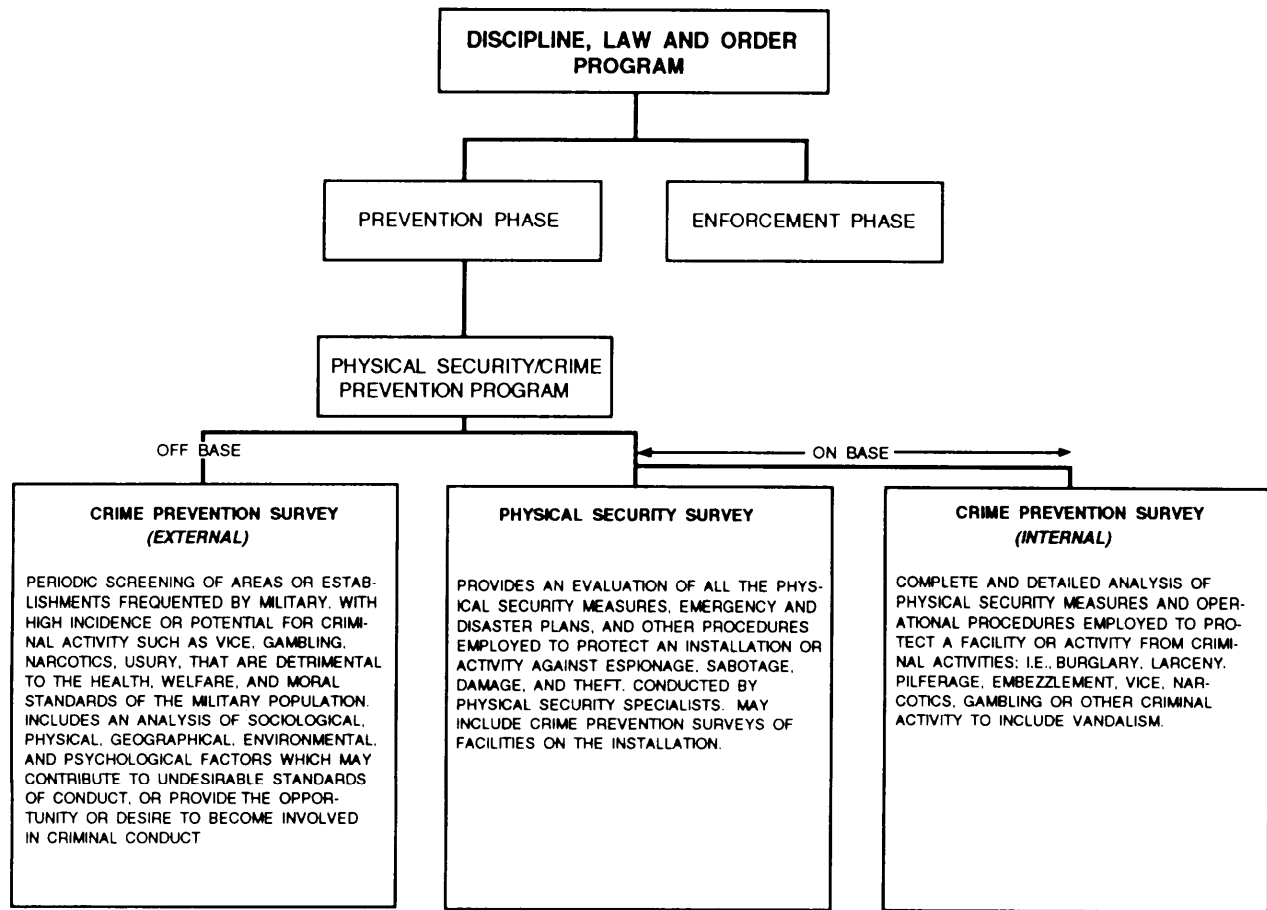 DISCIPLINE, LAW AND ORDER
PROGRAM
PREVENTION PHASE
ENFORCEMENT PHASE
PHYSICAL SECURITY/CRIME
PREVENTION PROGRAM
OFF BASE
ON BASE
CRIME PREVENTION SURVEY
(EXTERNAL)
PERIODIC SCREENING OF AREAS OR ESTAB-
LISHMENTS FREQUENTED BY MILITARY, WITH
HIGH INCIDENCE OR POTENTIAL FOR CRIMI-
NAL ACTIVITY SUCH AS VICE, GAMBLING,
NARCOTICS, USURY, THAT ARE DETRIMENTAL
TO THE HEALTH, WELFARE, AND MORAL
STANDARDS OF THE MILITARY POPULATION.
INCLUDES AN ANALYSIS OF SOCIOLOGICAL,
PHYSICAL, GEOGRAPHICAL, ENVIRONMENTAL,
AND PSYCHOLOGICAL FACTORS WHICH MAY
CONTRIBUTE TO UNDESIRABLE STANDARDS
OF CONDUCT, OR PROVIDE THE OPPOR-
TUNITY OR DESIRE TO BECOME INVOLVED
IN CRIMINAL CONDUCT
PHYSICAL SECURITY SURVEY
PROVIDES AN EVALUATION OF ALL THE PHYS-
ICAL SECURITY MEASURES, EMERGENCY AND
DISASTER PLANS, AND OTHER PROCEDURES
EMPLOYED TO PROTECT AN INSTALLATION OR
ACTIVITY AGAINST ESPIONAGE, SABOTAGE,
DAMAGE, AND THEFT. CONDUCTED BY
PHYSICAL SECURITY SPECIALISTS. MAY
INCLUDE CRIME PREVENTION SURVEYS OF
FACILITIES ON THE INSTALLATION.
CRIME PREVENTION SURVEY
(INTERNAL)
COMPLETE AND DETAILED ANALYSIS OF
PHYSICAL SECURITY MEASURES AND OPER-
ATIONAL PROCEDURES EMPLOYED TO PRO-
TECT A FACILITY OR ACTIVITY FROM CRIMI-
NAL ACTIVITIES; I.E., BURGLARY, LARCENY,
PILFERAGE, EMBEZZLEMENT, VICE, NAR-
COTICS, GAMBLING OR OTHER CRIMINAL
ACTIVITY TO INCLUDE VANDALISM.